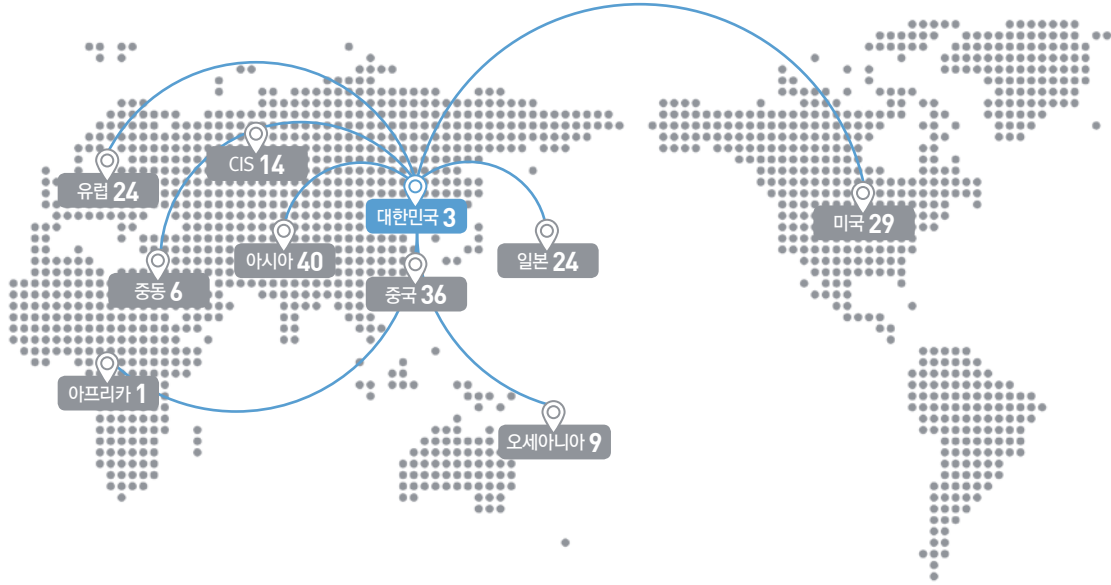 CIS 14
유럽 24
대한민국 3
미국 29
아시아 40
일본 24
중동 6
중국 36
아프리카 1
오세아니아 9